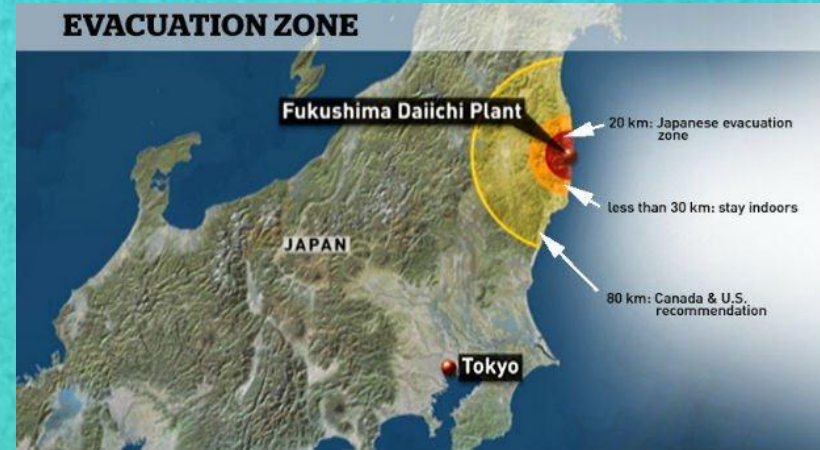 EVACUATION ZONE
Fukushima Daiichi Plant
20 km: Japanese evacuation
zone
less than 30 km: stay indoors
JAPAN
80 km: Canada & U.S.
recommendation
Tokyo